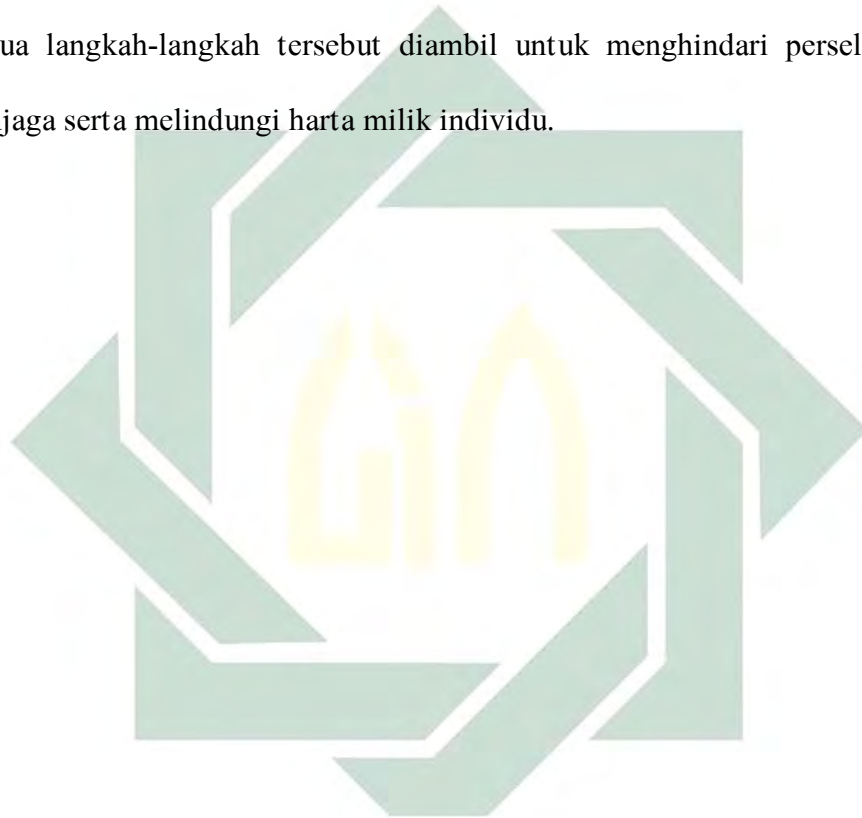 ua langkah-langkah tersebut diambil untuk menghindari persel
jaga serta melindungi harta milik individu.